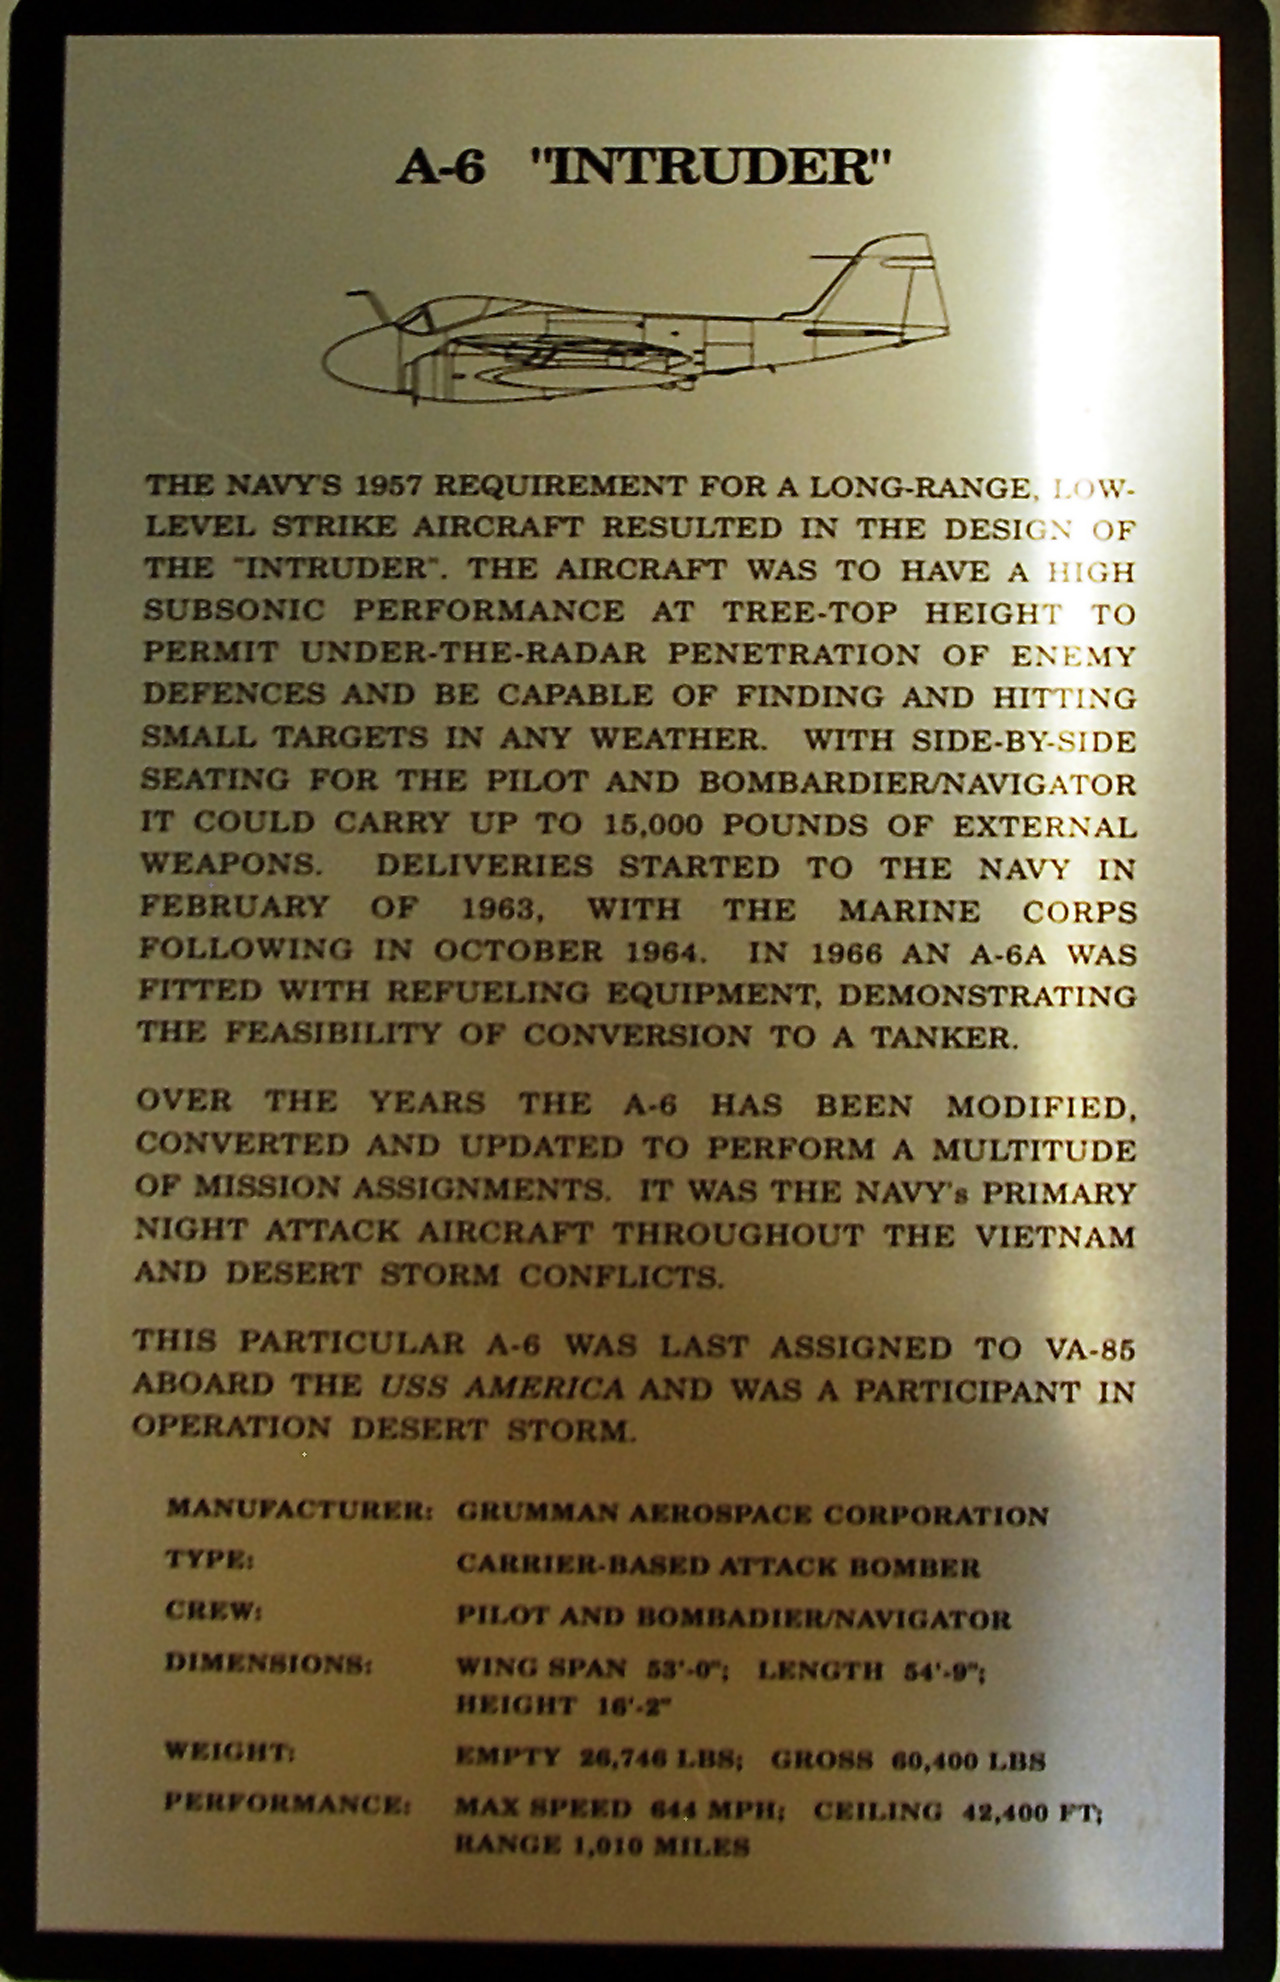 A-6 "INTRUDER"
THE NAVY'S 1957 REQUIREMENT FOR A LONG-RANGE, LOW-
LEVEL STRIKE AIRCRAFT RESULTED IN THE DESIGN OF
THE "INTRUDER". THE AIRCRAFT WAS TO HAVE A HIGH
SUBSONIC PERFORMANCE AT TREE-TOP HEIGHT TO
PERMIT UNDER-THE-RADAR PENETRATION OF ENEMY
DEFENCES AND BE CAPABLE OF FINDING AND HITTING
SMALL TARGETS IN ANY WEATHER. WITH SIDE-BY-SIDE
SEATING FOR THE PILOT AND BOMBARDIER/NAVIGATOR
IT COULD CARRY UP TO 15,000 POUNDS OF EXTERNAL
WEAPONS. DELIVERIES STARTED TO THE NAVY IN
FEBRUARY OF 1963, WITH THE MARINE CORPS
FOLLOWING IN OCTOBER 1964. IN 1966 AN A-6A WAS
FITTED WITH REFUELING EQUIPMENT, DEMONSTRATING
THE FEASIBILITY OF CONVERSION TO A TANKER.
OVER THE YEARS THE A-6 HAS BEEN MODIFIED,
CONVERTED AND UPDATED TO PERFORM A MULTITUDE
OF MISSION ASSIGNMENTS. IT WAS THE NAVY's PRIMARY
NIGHT ATTACK AIRCRAFT THROUGHOUT THE VIETNAM
AND DESERT STORM CONFLICTS.
THIS PARTICULAR A-6 WAS LAST ASSIGNED TO VA-85
ABOARD THE USS AMERICA AND WAS A PARTICIPANT IN
OPERATION DESERT STORM.
MANUFACTURER: GRUMMAN AEROSPACE CORPORATION
TYPE: CARRIER-BASED ATTACK BOMBER
CREW: PILOT AND BOMBADIER/NAVIGATOR
DIMENSIONS: WING SPAN 53'-0"; LENGTH 54'-9";
HEIGHT 16'-2"
WEIGHT: EMPTY 26,746 LBS; GROSS 60,400 LBS
PERFORMANCE: MAX SPEED 644 MPH; CEILING 42,400 FT;
RANGE 1,010 MILES